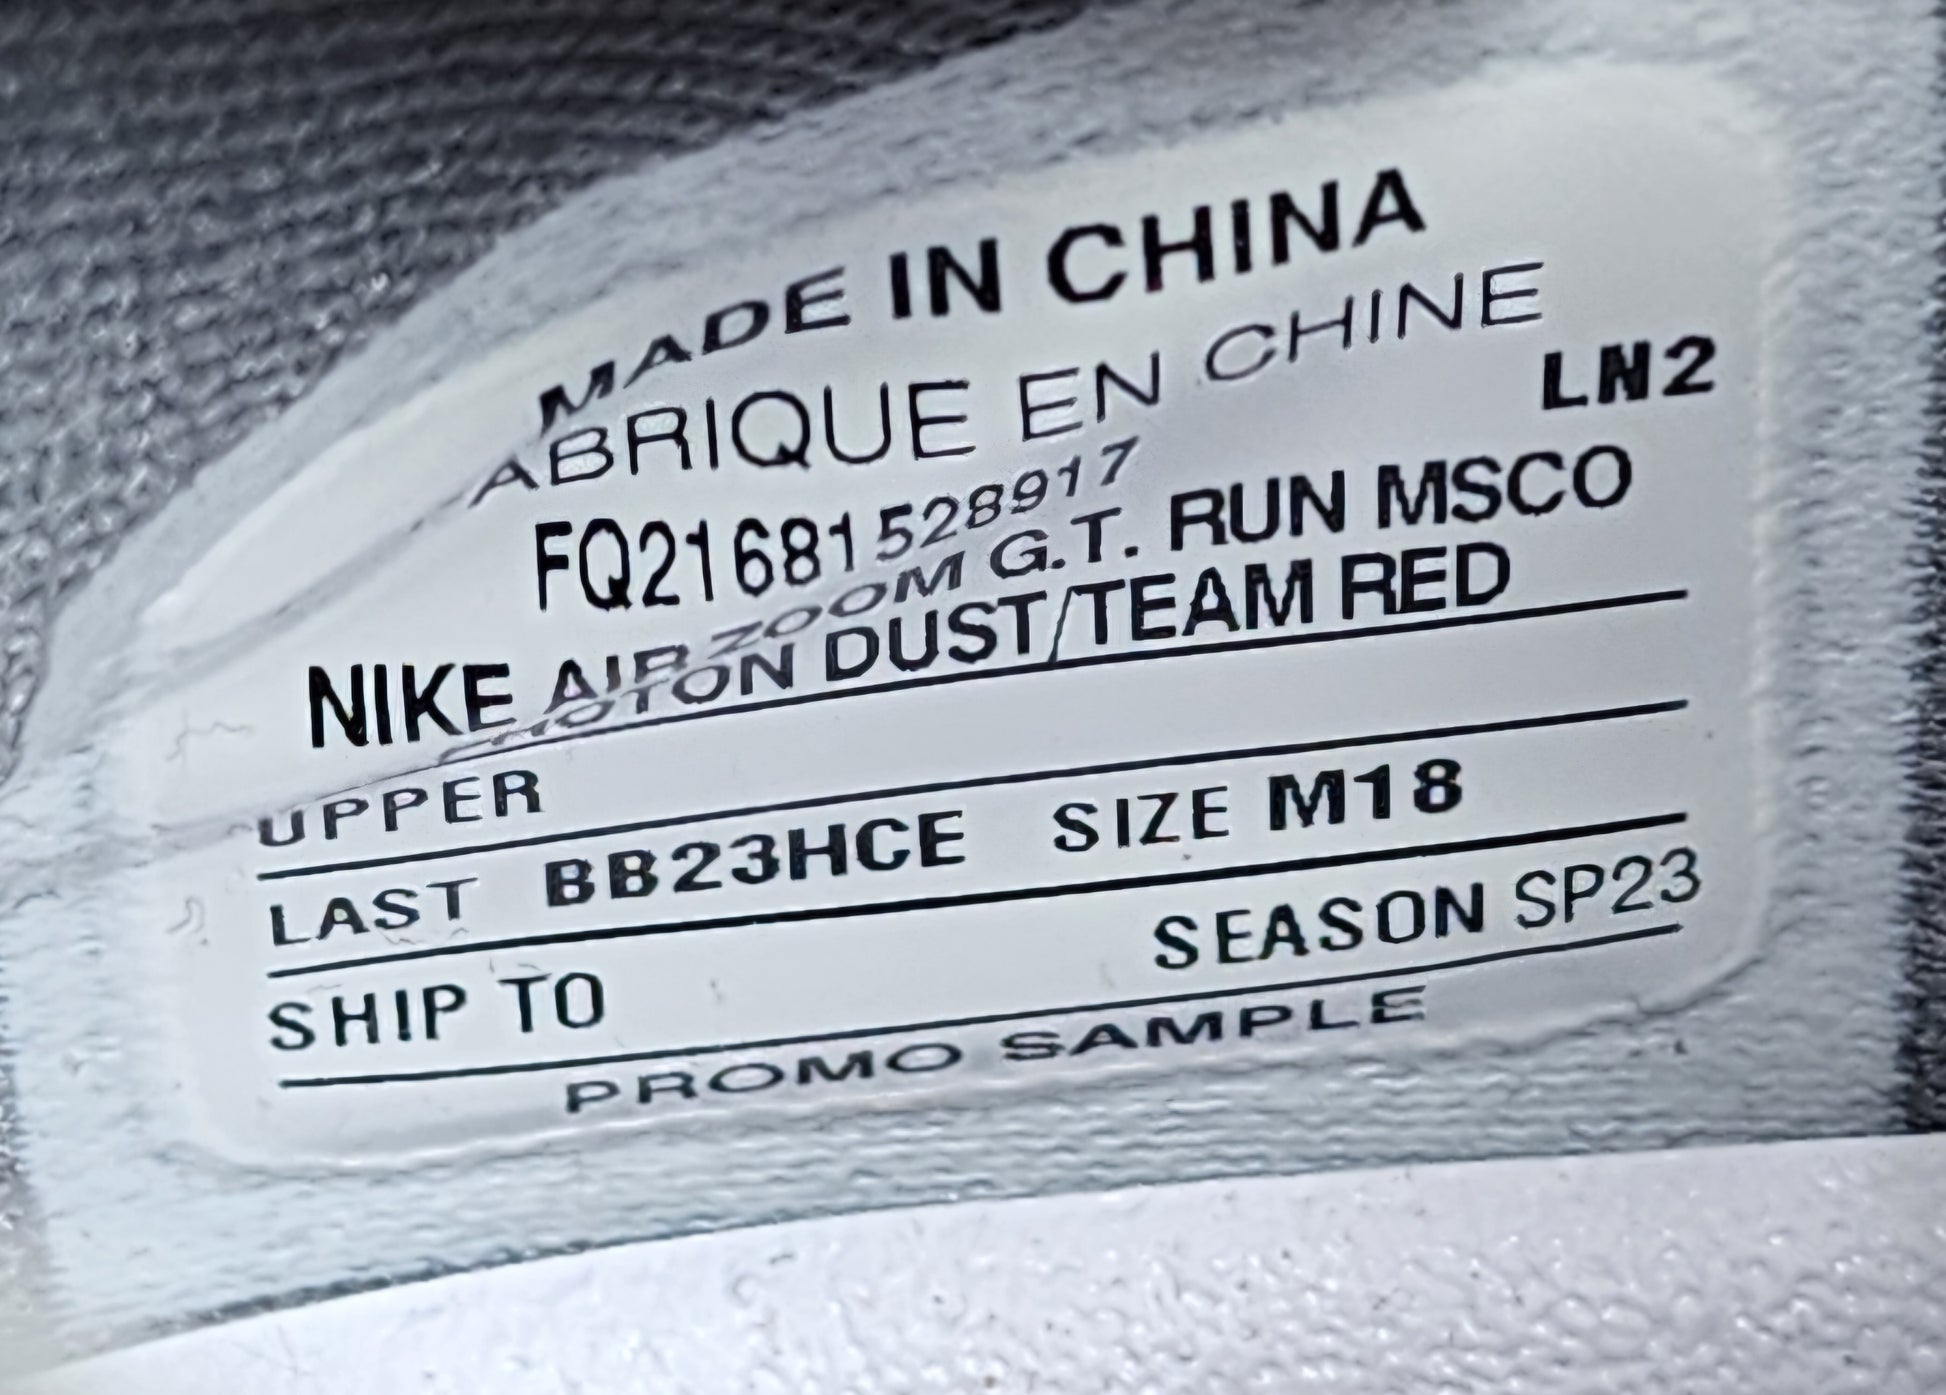 MADE IN CHINA
ABRIQUE EN CHINE
LN2
FQ21681528917
NIKE AIR ZOOM G.T. RUN MSCO
PHOTON DUST/TEAM RED
UPPER
LAST BB23HCE SIZE M18
SHIP TO SEASON SP23
PROMO SAMPLE